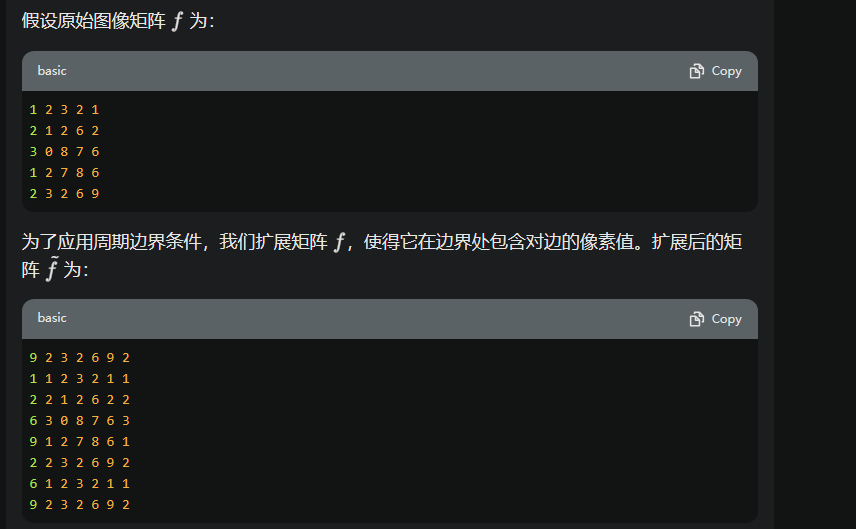 假设原始图像矩阵 f 为：
basic
Copy
1 2 3 2 1
2 1 2 6 2
3 0 8 7 6
1 2 7 8 6
2 3 2 6 9
为了应用周期边界条件，我们扩展矩阵 f，使得它在边界处包含对边的像素值。扩展后的矩
阵 f̃ 为：
basic
Copy
9 2 3 2 6 9 2
1 1 2 3 2 1 1
2 2 1 2 6 2 2
6 3 0 8 7 6 3
9 1 2 7 8 6 1
2 2 3 2 6 9 2
6 1 2 3 2 1 1
9 2 3 2 6 9 2